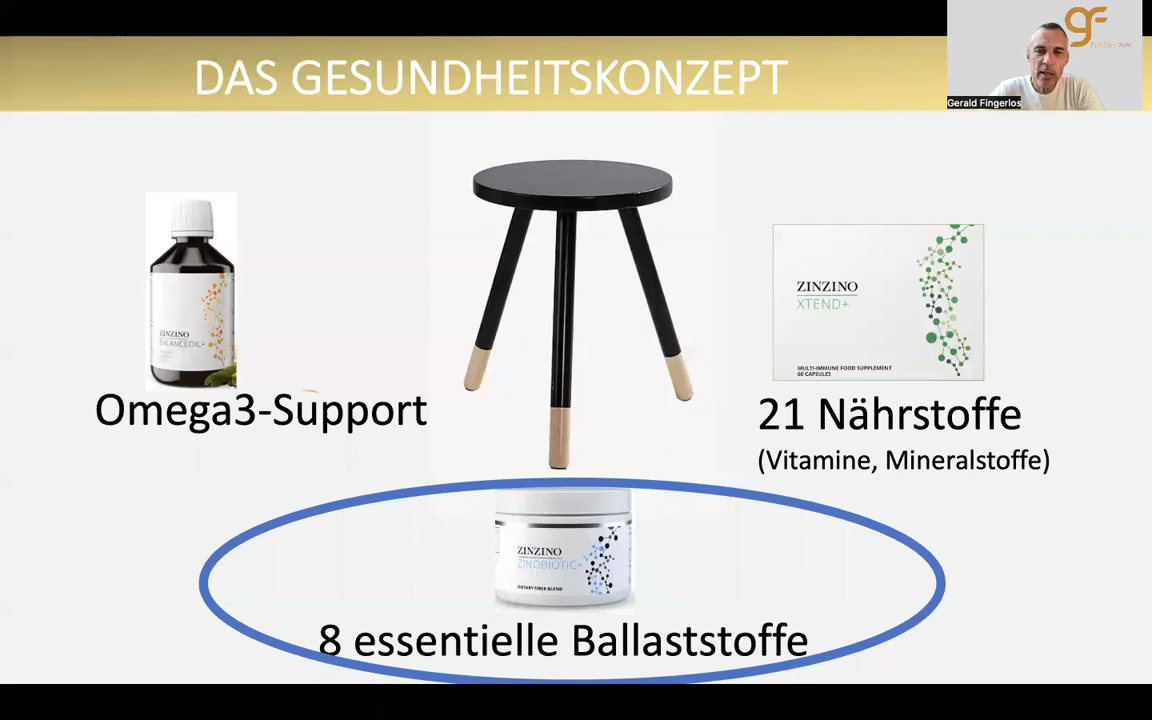 DAS GESUNDHEITSKONZEPT
gf
Gerald Fingerlos
ZINZINO
BALANCEOIL+
Omega3-Support
ZINZINO
XTEND+
MULTI-IMMUNE FOOD SUPPLEMENT
60 CAPSULES
21 Nährstoffe
(Vitamine, Mineralstoffe)
ZINZINO
ZINOBIOTIC+
DIETARY FIBER BLEND
8 essentielle Ballaststoffe